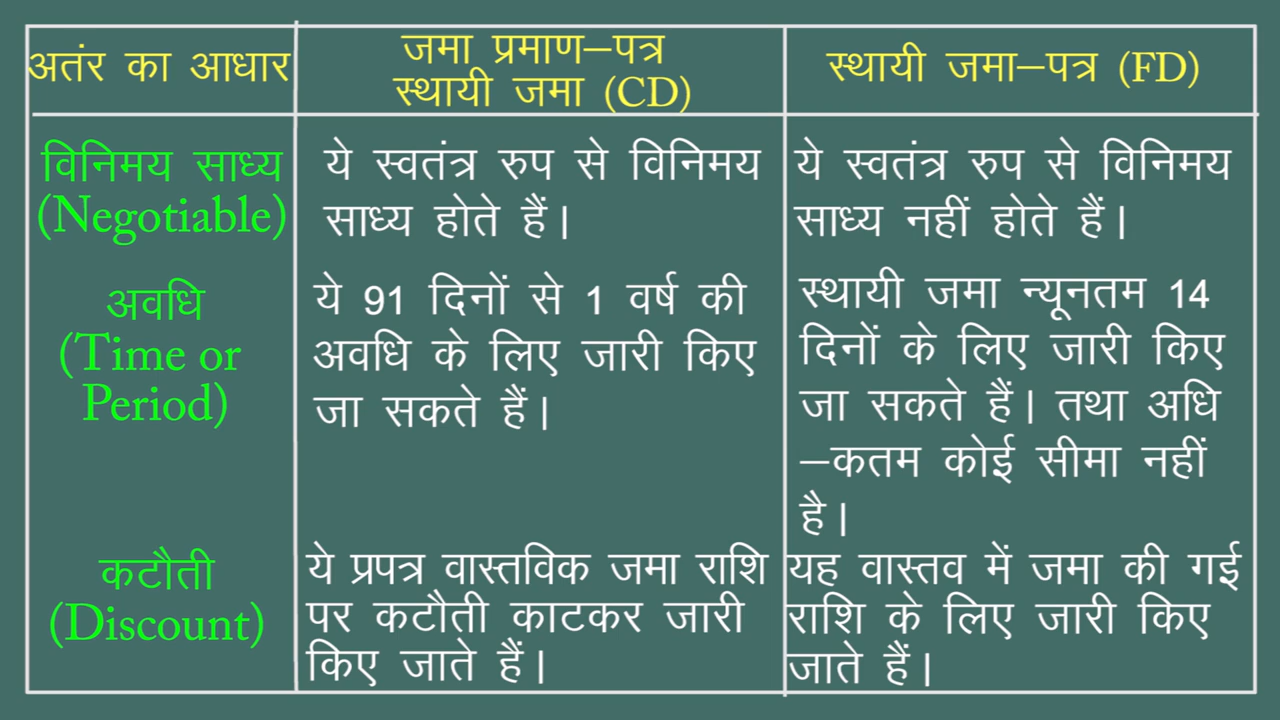 अतंर का आधार
जमा प्रमाण–पत्र
स्थायी जमा (CD)
स्थायी जमा–पत्र (FD)
विनिमय साध्य
(Negotiable)
ये स्वतंत्र रुप से विनिमय
साध्य होते हैं।
ये स्वतंत्र रुप से विनिमय
साध्य नहीं होते हैं।
अवधि
(Time or
Period)
ये 91 दिनों से 1 वर्ष की
अवधि के लिए जारी किए
जा सकते हैं।
स्थायी जमा न्यूनतम 14
दिनों के लिए जारी किए
जा सकते हैं। तथा अधि
–कतम कोई सीमा नहीं
है।
कटौती
(Discount)
ये प्रपत्र वास्तविक जमा राशि
पर कटौती काटकर जारी
किए जाते हैं।
यह वास्तव में जमा की गई
राशि के लिए जारी किए
जाते हैं।